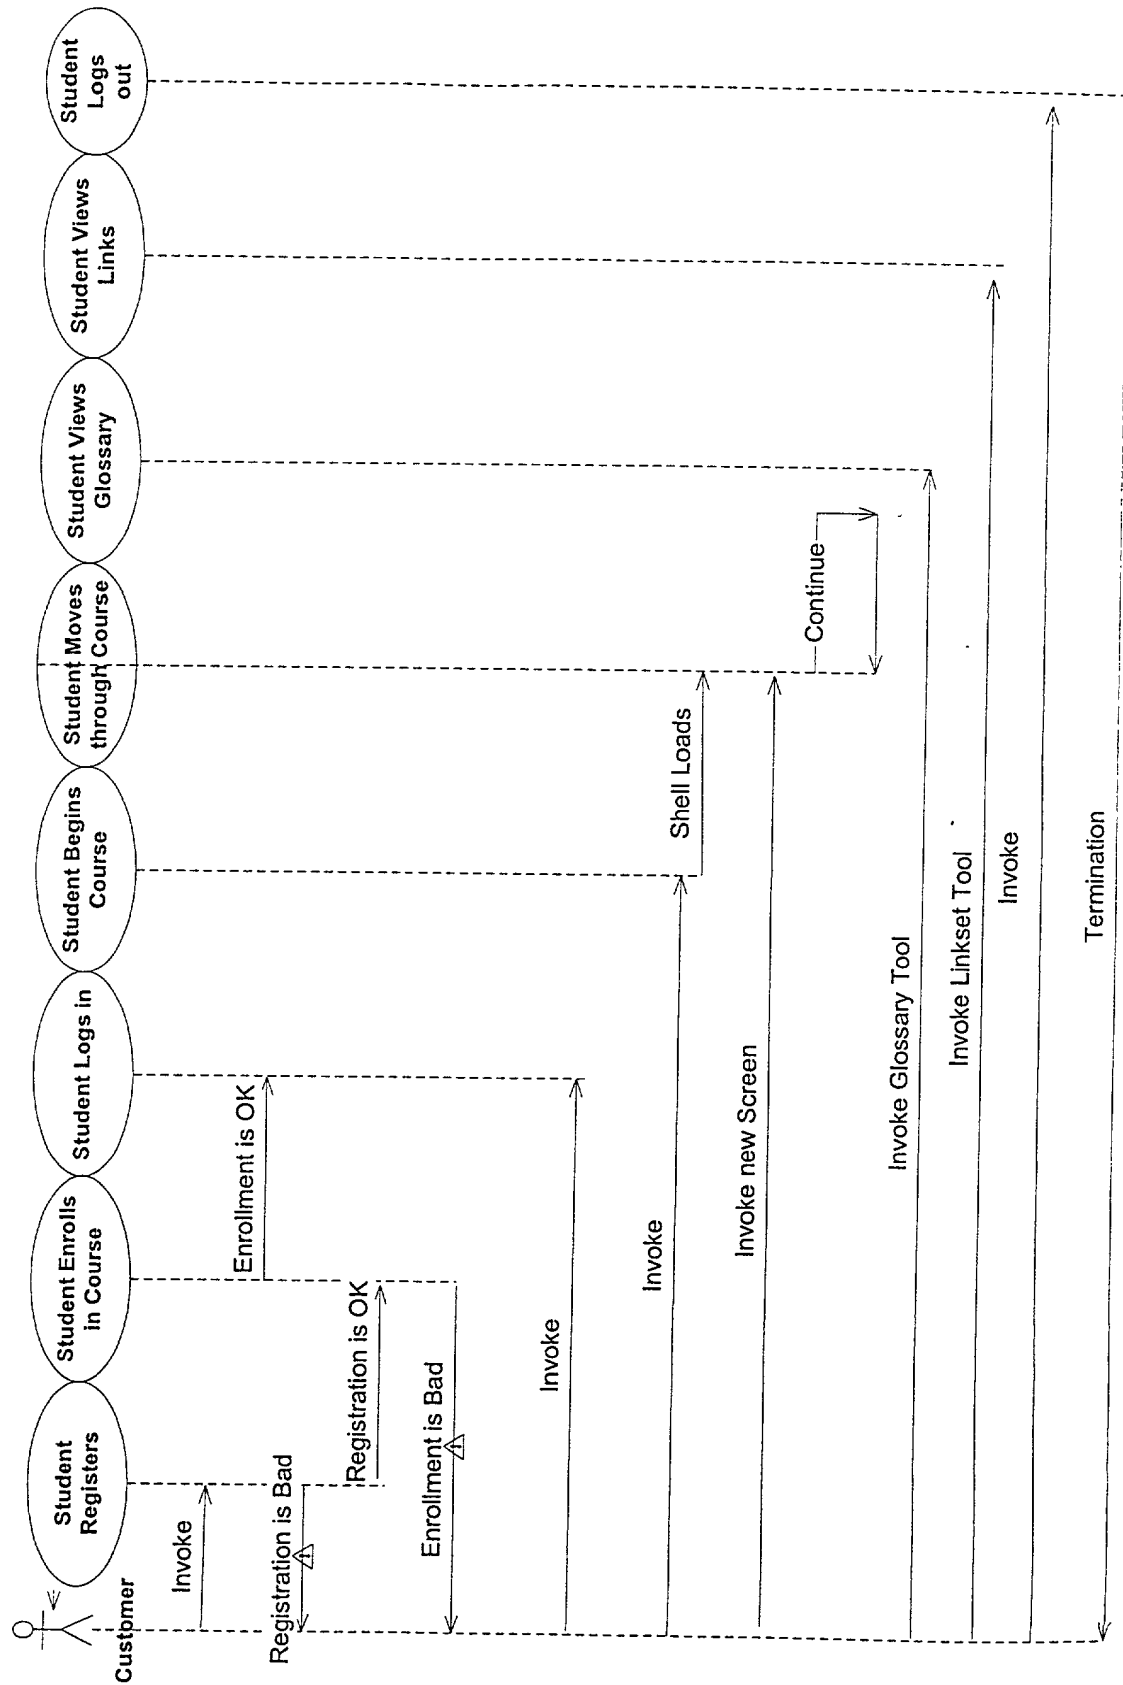 Customer
Student
Registers
Student Enrolls
in Course
Student Logs in
Student Begins
Course
Student Moves
through Course
Student Views
Glossary
Student Views
Links
Student
Logs
out
Invoke
Enrollment is OK
Registration is Bad
Registration is OK
Enrollment is Bad
Invoke
Invoke
Shell Loads
Invoke new Screen
Continue
Invoke Glossary Tool
Invoke Linkset Tool
Invoke
Termination